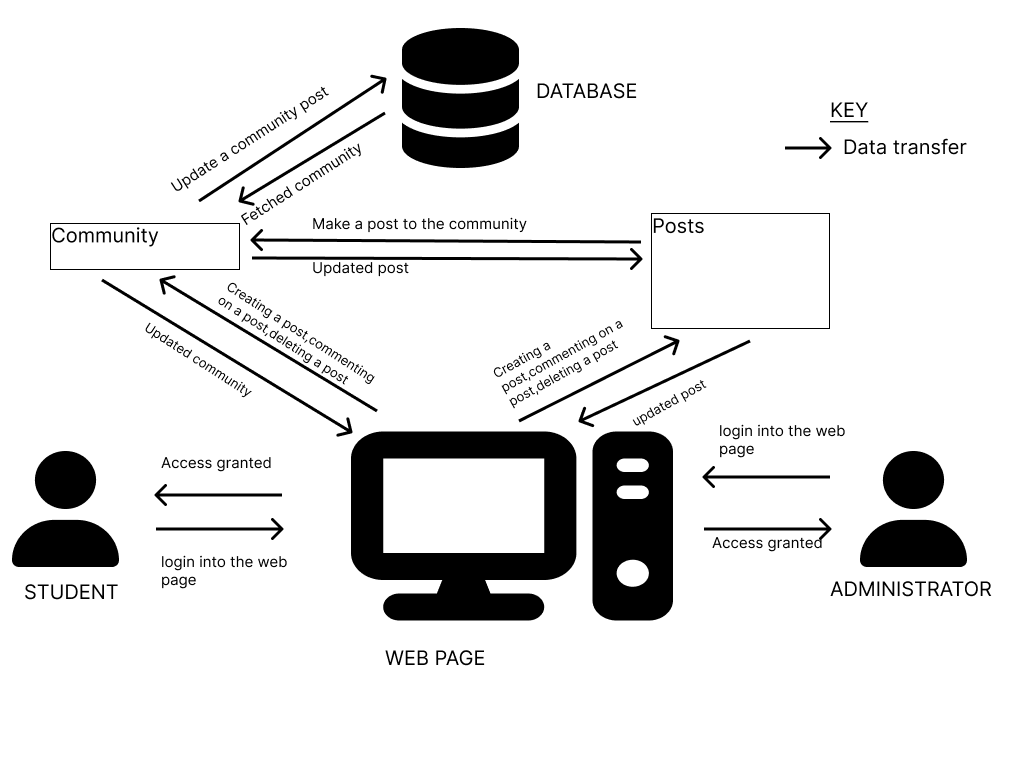 DATABASE
KEY
Data transfer
Update a community post
Fetched community
Community
Make a post to the community
Updated post
Posts
Creating a post,commenting
on a post,deleting a post
Updated community
Creating a
post,commenting on a
post,deleting a post
updated post
login into the web
page
Access granted
Access granted
login into the web
page
STUDENT
ADMINISTRATOR
WEB PAGE